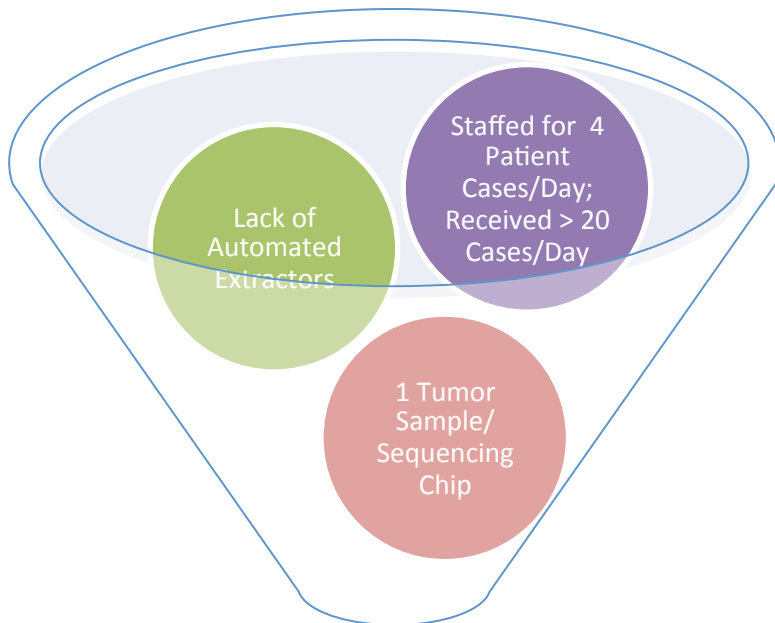 Staffed for 4
Patient
Cases/Day;
Received > 20
Cases/Day
Lack of
Automated
Extractors
1 Tumor
Sample/
Sequencing
Chip